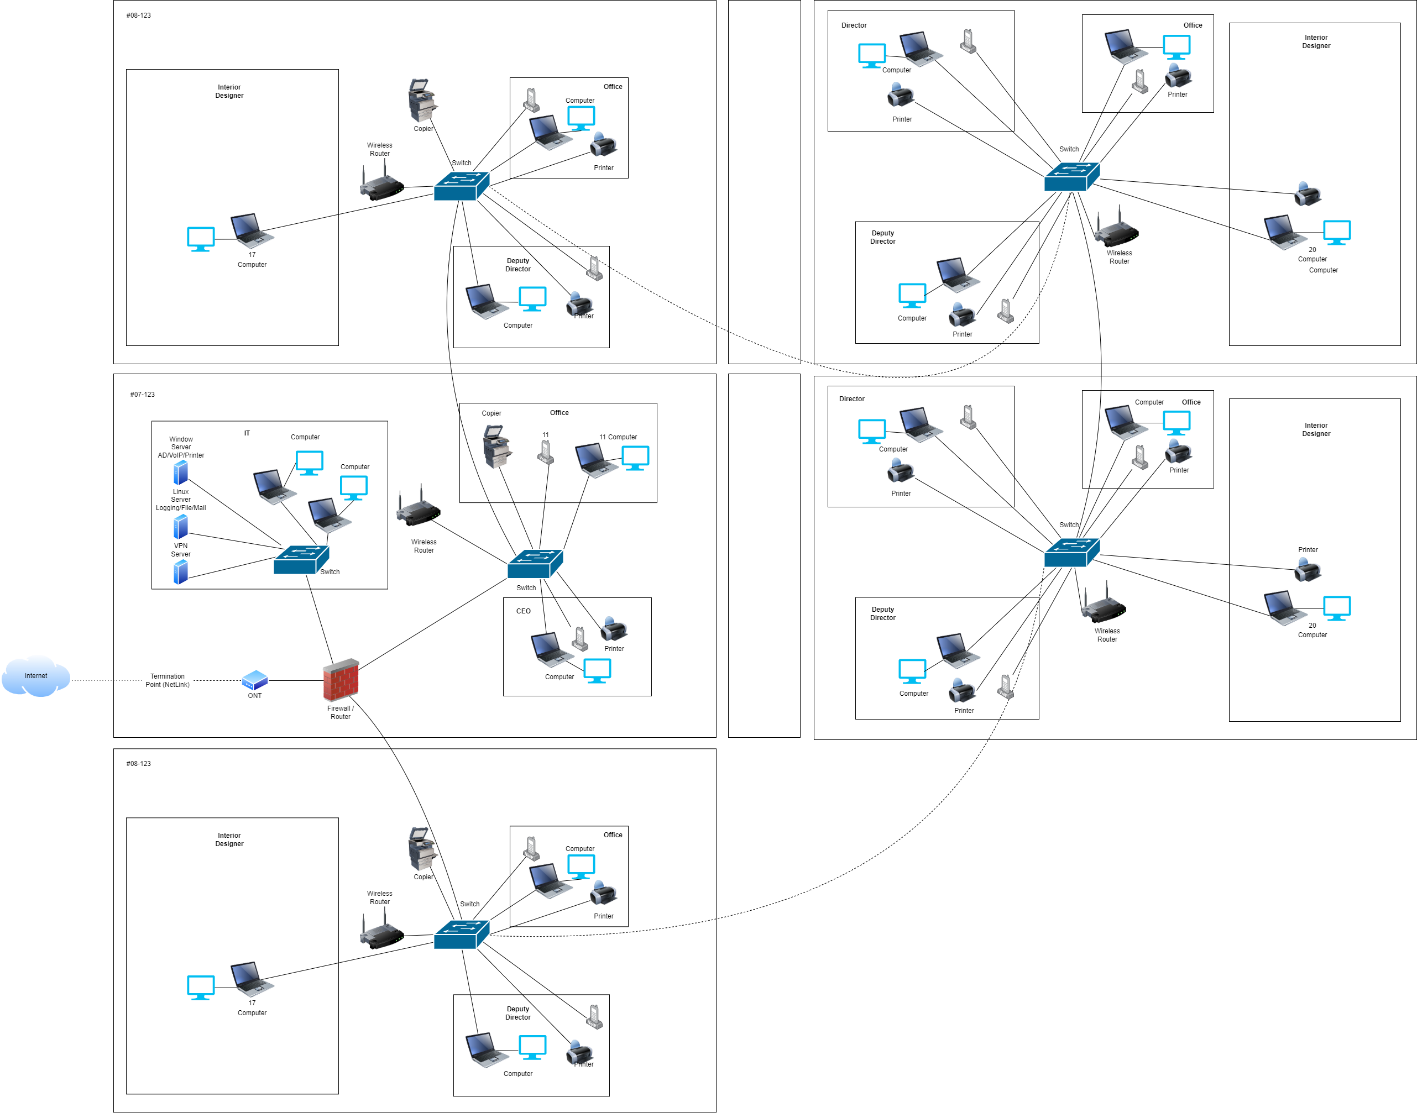 #08-123
Interior
Designer
Copier
Office
Computer
Printer
Wireless
Router
Switch
17
Computer
Deputy
Director
Printer
Computer
Director
Computer
Printer
Office
Printer
Interior
Designer
Switch
Deputy
Director
Computer
Printer
Wireless
Router
20
Computer
Computer
#07-123
IT
Window
Server
AD/VoIP/Printer
Linux
Server
Logging/File/Mail
VPN
Server
Computer
Computer
Switch
Wireless
Router
Copier
Office
11
11 Computer
Switch
CEO
Printer
Computer
Internet
Termination
Point (NetLink)
ONT
Firewall /
Router
Director
Computer
Printer
Computer
Office
Printer
Interior
Designer
Switch
Printer
20
Computer
Deputy
Director
Computer
Printer
Wireless
Router
#08-123
Interior
Designer
Copier
Office
Computer
Printer
Wireless
Router
Switch
17
Computer
Deputy
Director
Printer
Computer